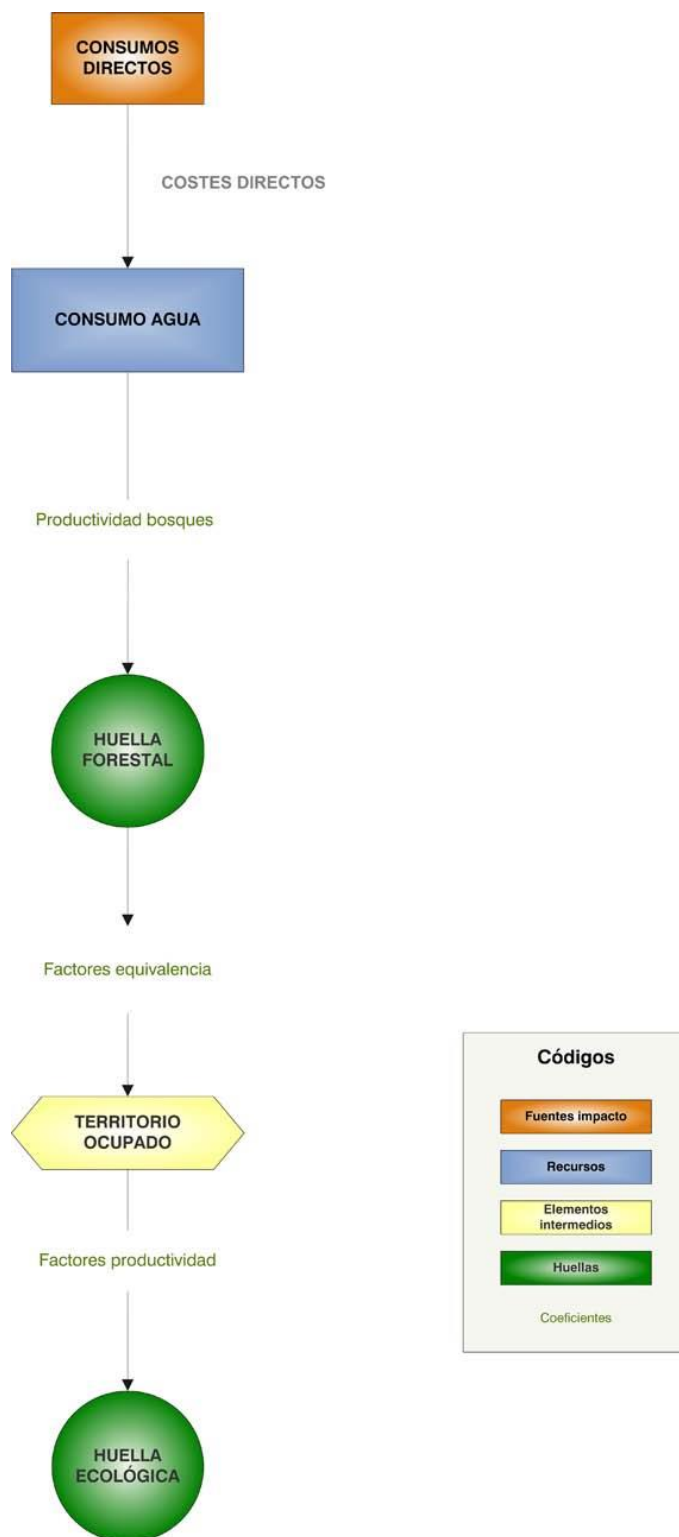 CONSUMOS
DIRECTOS
COSTES DIRECTOS
CONSUMO AGUA
Productividad bosques
HUELLA
FORESTAL
Factores equivalencia
TERRITORIO
OCUPADO
Factores productividad
HUELLA
ECOLÓGICA
Códigos
Fuentes impacto
Recursos
Elementos
intermedios
Huellas
Coeficientes